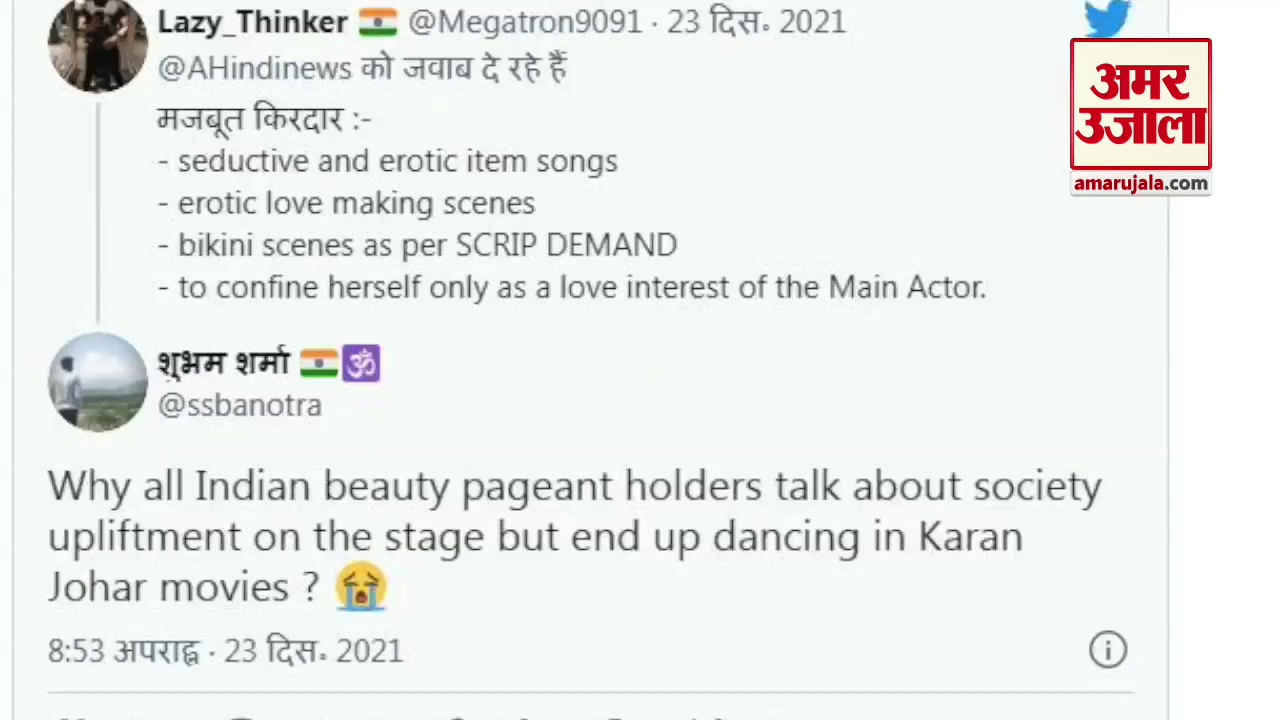 Lazy_Thinker 🇮🇳 @Megatron9091 · 23 दिस॰ 2021
@AHindinews को जवाब दे रहे हैं
मजबूत किरदार :-
- seductive and erotic item songs
- erotic love making scenes
- bikini scenes as per SCRIP DEMAND
- to confine herself only as a love interest of the Main Actor.
शुभम शर्मा 🇮🇳🕉
@ssbanotra
Why all Indian beauty pageant holders talk about society
upliftment on the stage but end up dancing in Karan
Johar movies ? 😭
8:53 अपराह्न · 23 दिस॰ 2021
अमर
उजाला
amarujala.com